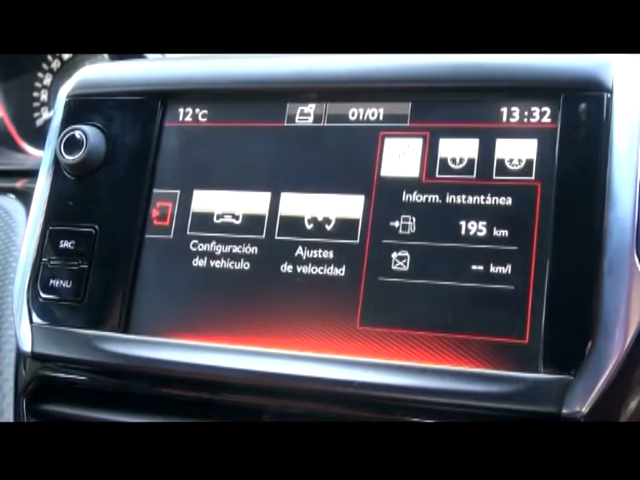 12°C
01/01
13:32
Configuración
del vehículo
Ajustes
de velocidad
Inform. instantánea
195 km
-- km/l
SRC
MENU